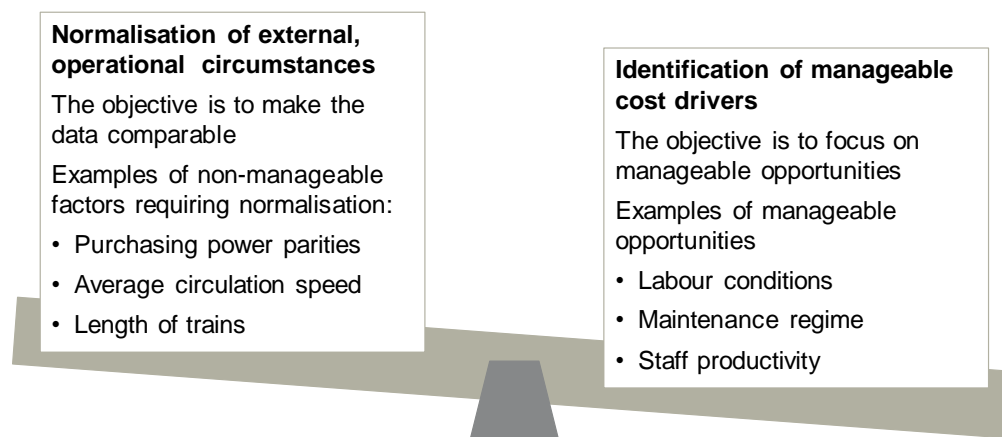 Normalisation of external,
operational circumstances
The objective is to make the
data comparable
Examples of non-manageable
factors requiring normalisation:
• Purchasing power parities
• Average circulation speed
• Length of trains
Identification of manageable
cost drivers
The objective is to focus on
manageable opportunities
Examples of manageable
opportunities
• Labour conditions
• Maintenance regime
• Staff productivity